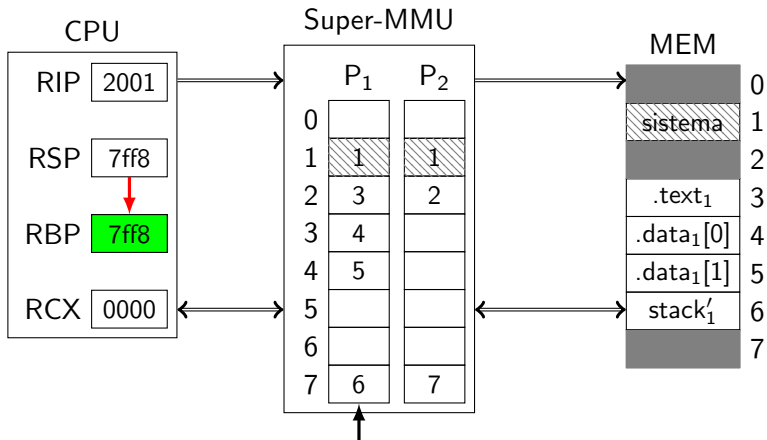 CPU
RIP 2001
RSP 7ff8
RBP 7ff8
RCX 0000
Super-MMU
P₁ P₂
0
1 1 1
2 3 2
3 4
4 5
5
6
7 6 7
MEM
0
sistema 1
2
.text₁ 3
.data₁[0] 4
.data₁[1] 5
stack′₁ 6
7